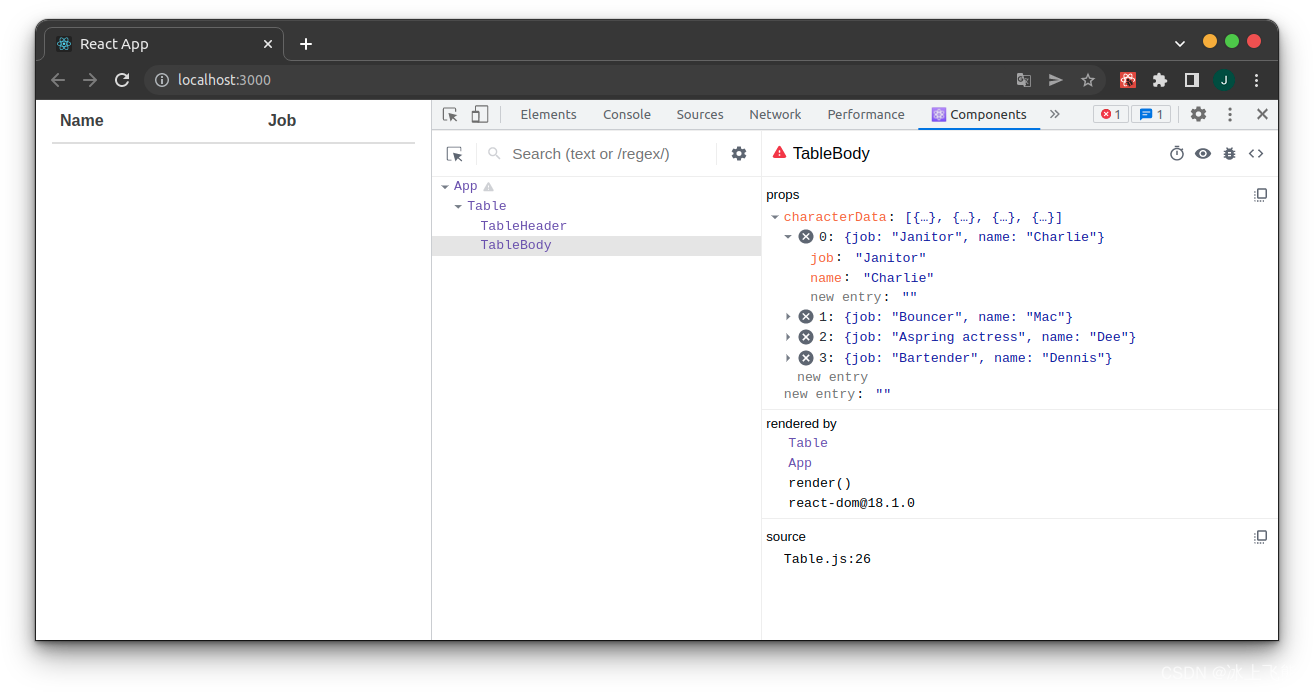 React App
localhost:3000
J
Name Job
Elements Console Sources Network Performance Components 1 1
Search (text or /regex/)
App
Table
TableHeader
TableBody
TableBody
props
characterData: [{…}, {…}, {…}, {…}]
0: {job: "Janitor", name: "Charlie"}
job: "Janitor"
name: "Charlie"
new entry: ""
1: {job: "Bouncer", name: "Mac"}
2: {job: "Aspring actress", name: "Dee"}
3: {job: "Bartender", name: "Dennis"}
new entry
new entry: ""
rendered by
Table
App
render()
react-dom@18.1.0
source
Table.js:26
CSDN @冰上飞